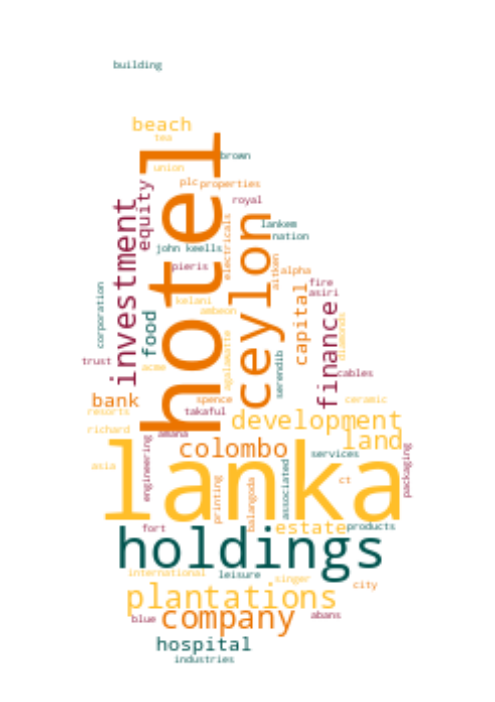 building
beach
tea
hotel
brown
union
plc
properties
investment
equity
royal
ceylon
electricals
lankem
nation
john keells
aitken
pieris
alpha
fire
asiri
corporation
food
kelani
ambeon
capital
finance
diamonds
agalawatte
serendib
trust
acme
cables
bank
spence
ceramic
resorts
takaful
development
richard
amana
land
lanka
colombo
services
asia
engineering
associated
packaging
printing
balangoda
ct
fort
estate
products
holdings
international
leisure
singer
city
plantations
blue
company
abans
hospital
industries